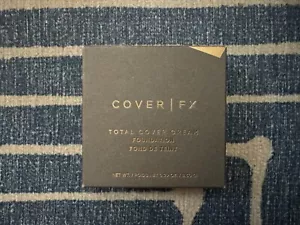 COVER | FX
TOTAL COVER CREAM
FOUNDATION
FOND DE TEINT